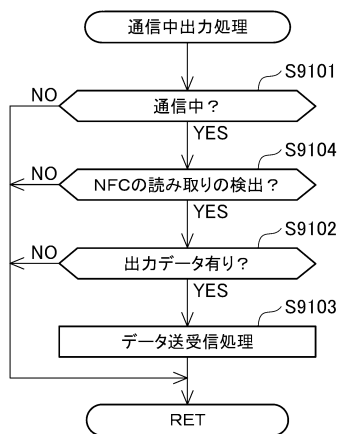 通信中出力処理
S9101
NO
通信中?
YES
S9104
NO
NFCの読み取りの検出?
YES
S9102
NO
出力データ有り?
YES
S9103
データ送受信処理
RET